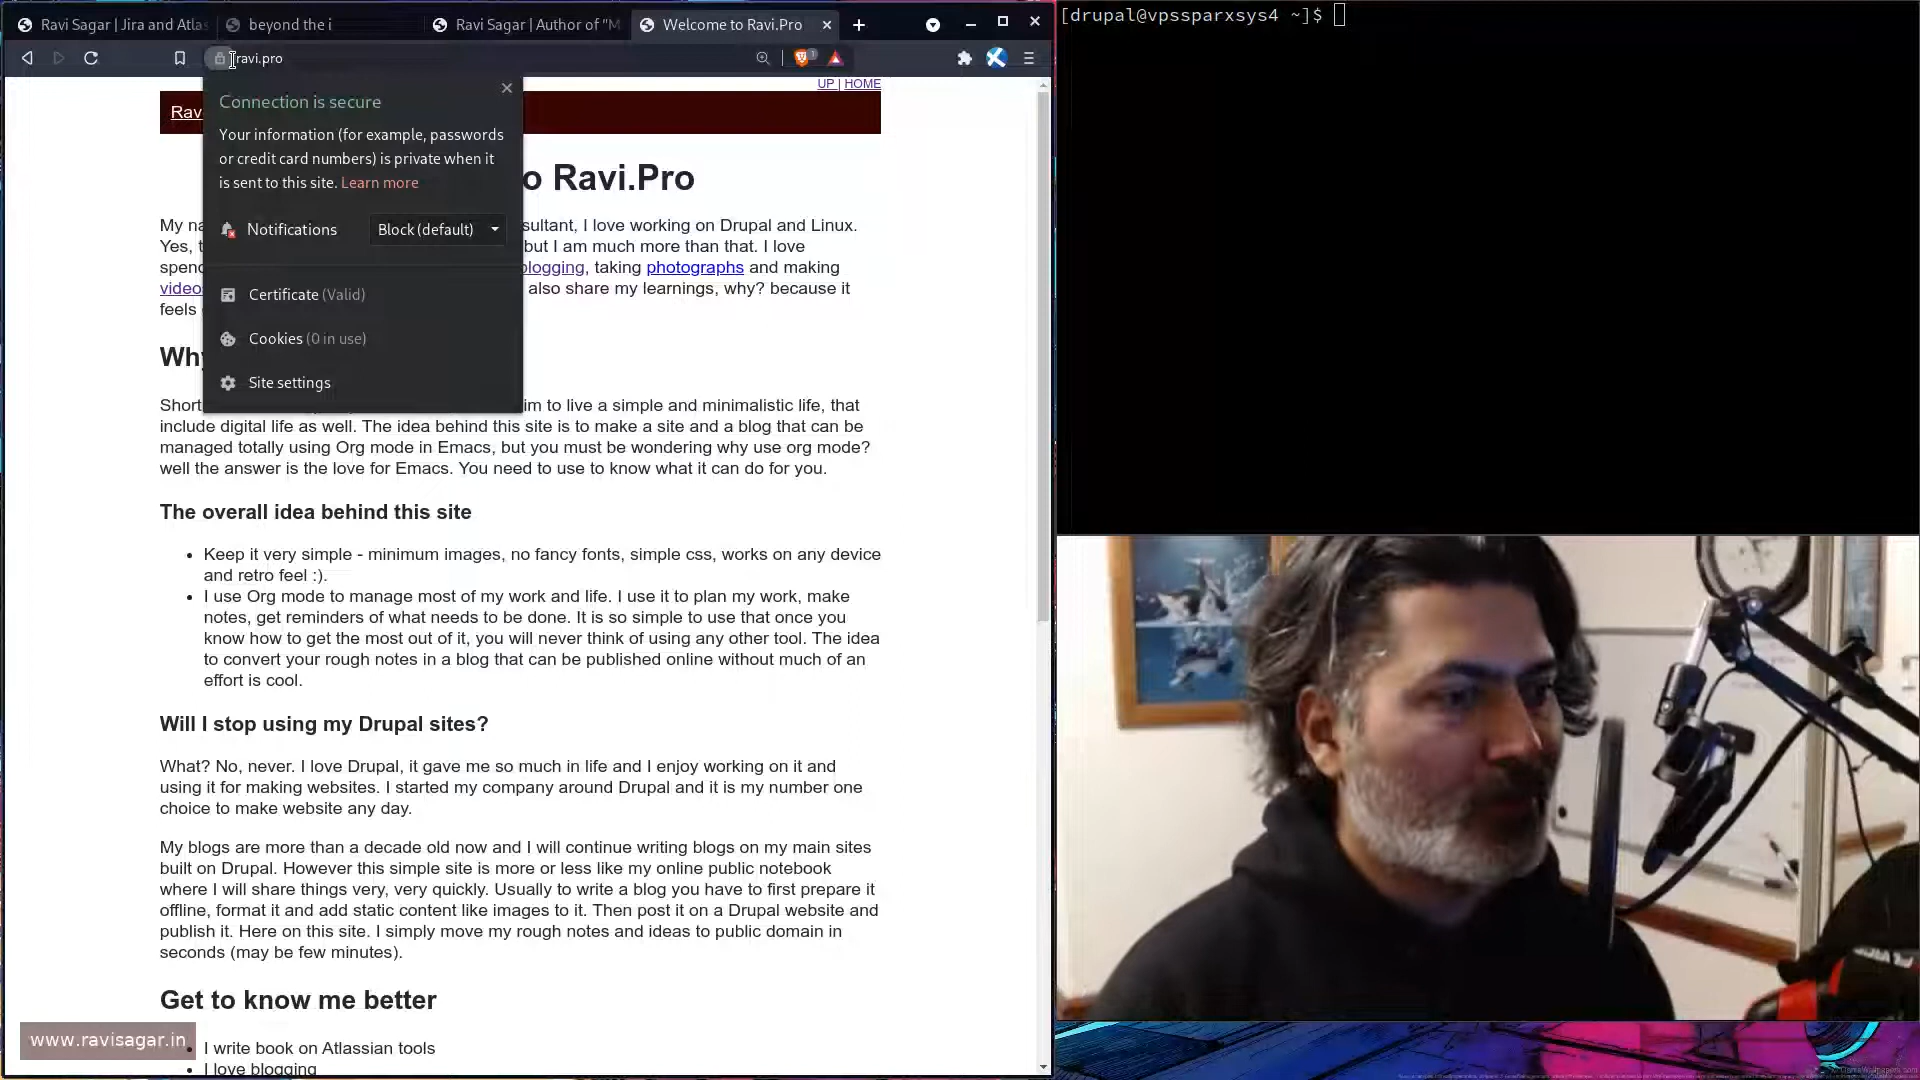 Ravi Sagar | Jira and Atlas
beyond the i
Ravi Sagar | Author of "M
Welcome to Ravi.Pro
[drupal@vpssparxsys4 ~]$
ravi.pro
1
UP | HOME
Connection is secure
Your information (for example, passwords
or credit card numbers) is private when it
is sent to this site. Learn more
Notifications
Block (default)
Certificate (Valid)
Cookies (0 in use)
Site settings
Rav
o Ravi.Pro
My na
sultant, I love working on Drupal and Linux.
Yes, t
but I am much more than that. I love
spenc
blogging, taking photographs and making
videos
also share my learnings, why? because it
feels
Why
Short
im to live a simple and minimalistic life, that
include digital life as well. The idea behind this site is to make a site and a blog that can be
managed totally using Org mode in Emacs, but you must be wondering why use org mode?
well the answer is the love for Emacs. You need to use to know what it can do for you.
The overall idea behind this site
• Keep it very simple - minimum images, no fancy fonts, simple css, works on any device
and retro feel :).
• I use Org mode to manage most of my work and life. I use it to plan my work, make
notes, get reminders of what needs to be done. It is so simple to use that once you
know how to get the most out of it, you will never think of using any other tool. The idea
to convert your rough notes in a blog that can be published online without much of an
effort is cool.
Will I stop using my Drupal sites?
What? No, never. I love Drupal, it gave me so much in life and I enjoy working on it and
using it for making websites. I started my company around Drupal and it is my number one
choice to make website any day.
My blogs are more than a decade old now and I will continue writing blogs on my main sites
built on Drupal. However this simple site is more or less like my online public notebook
where I will share things very, very quickly. Usually to write a blog you have to first prepare it
offline, format it and add static content like images to it. Then post it on a Drupal website and
publish it. Here on this site. I simply move my rough notes and ideas to public domain in
seconds (may be few minutes).
Get to know me better
www.ravisagar.in
• I write book on Atlassian tools
• I love blogging